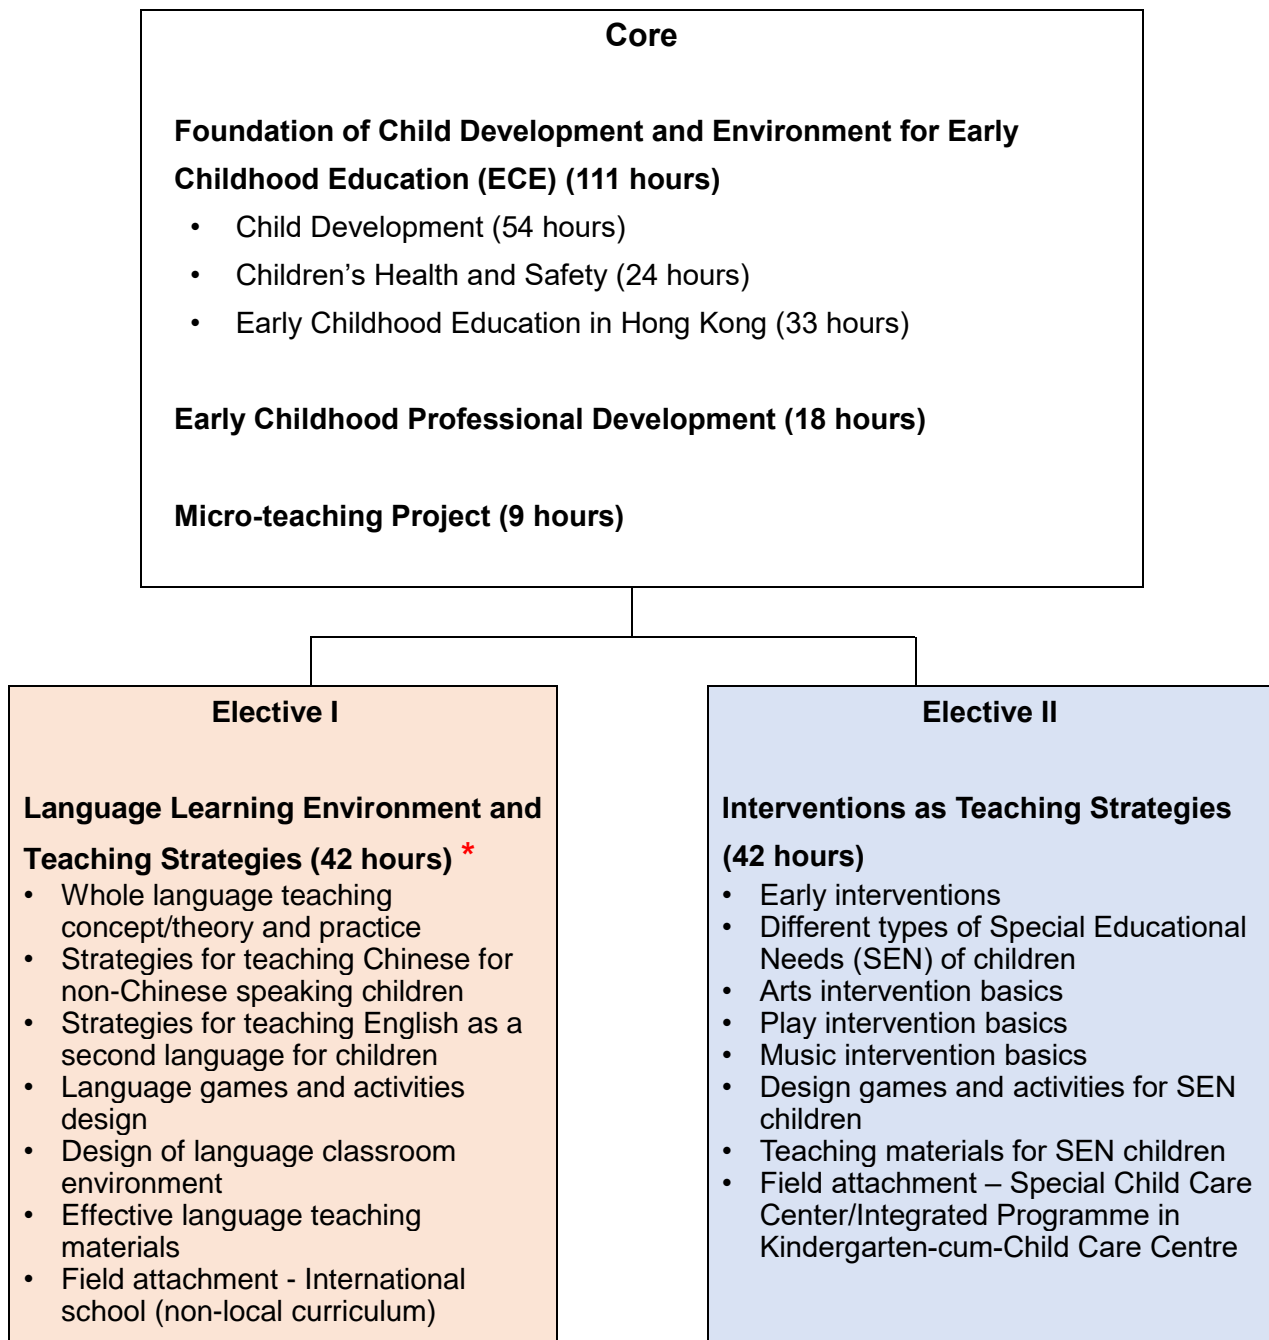 Core
Foundation of Child Development and Environment for Early
Childhood Education (ECE) (111 hours)
• Child Development (54 hours)
• Children’s Health and Safety (24 hours)
• Early Childhood Education in Hong Kong (33 hours)
Early Childhood Professional Development (18 hours)
Micro-teaching Project (9 hours)
Elective I
Language Learning Environment and
Teaching Strategies (42 hours) *
• Whole language teaching
concept/theory and practice
• Strategies for teaching Chinese for
non-Chinese speaking children
• Strategies for teaching English as a
second language for children
• Language games and activities
design
• Design of language classroom
environment
• Effective language teaching
materials
• Field attachment - International
school (non-local curriculum)
Elective II
Interventions as Teaching Strategies
(42 hours)
• Early interventions
• Different types of Special Educational
Needs (SEN) of children
• Arts intervention basics
• Play intervention basics
• Music intervention basics
• Design games and activities for SEN
children
• Teaching materials for SEN children
• Field attachment – Special Child Care
Center/Integrated Programme in
Kindergarten-cum-Child Care Centre